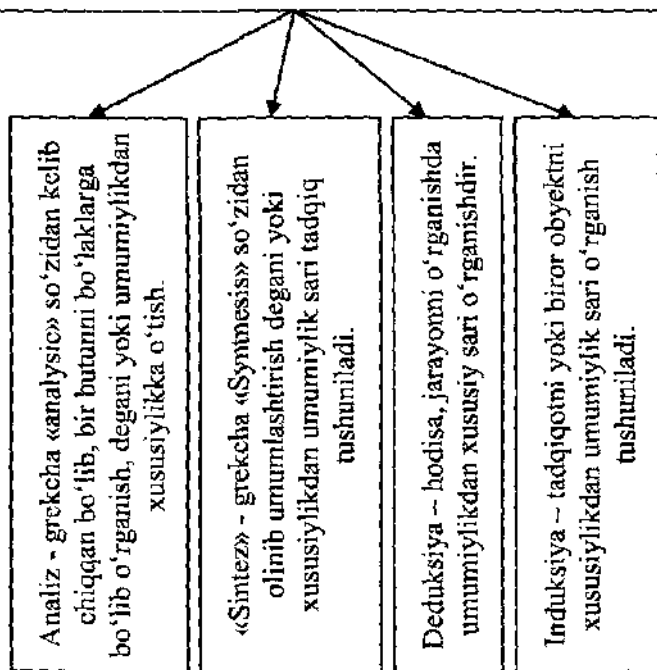 Analiz - grekcha «analysic» so‘zidan kelib
chiqqan bo‘lib, bir butunni bo‘laklarga
bo‘lib o‘rganish, degani yoki umumiylikdan
xususiylikka o‘tish.
«Sintez» - grekcha «Syntnesis» so‘zidan
olinib umumlashtirish degani yoki
xususiylikdan umumiylik sari tadqiq
tushuniladi.
Deduksiya – hodisa, jarayonni o‘rganishda
umumiylikdan xususiy sari o‘rganishdir.
Induksiya – tadqiqotni yoki biror obyektni
xususiylikdan umumiylik sari o‘rganish
tushuniladi.